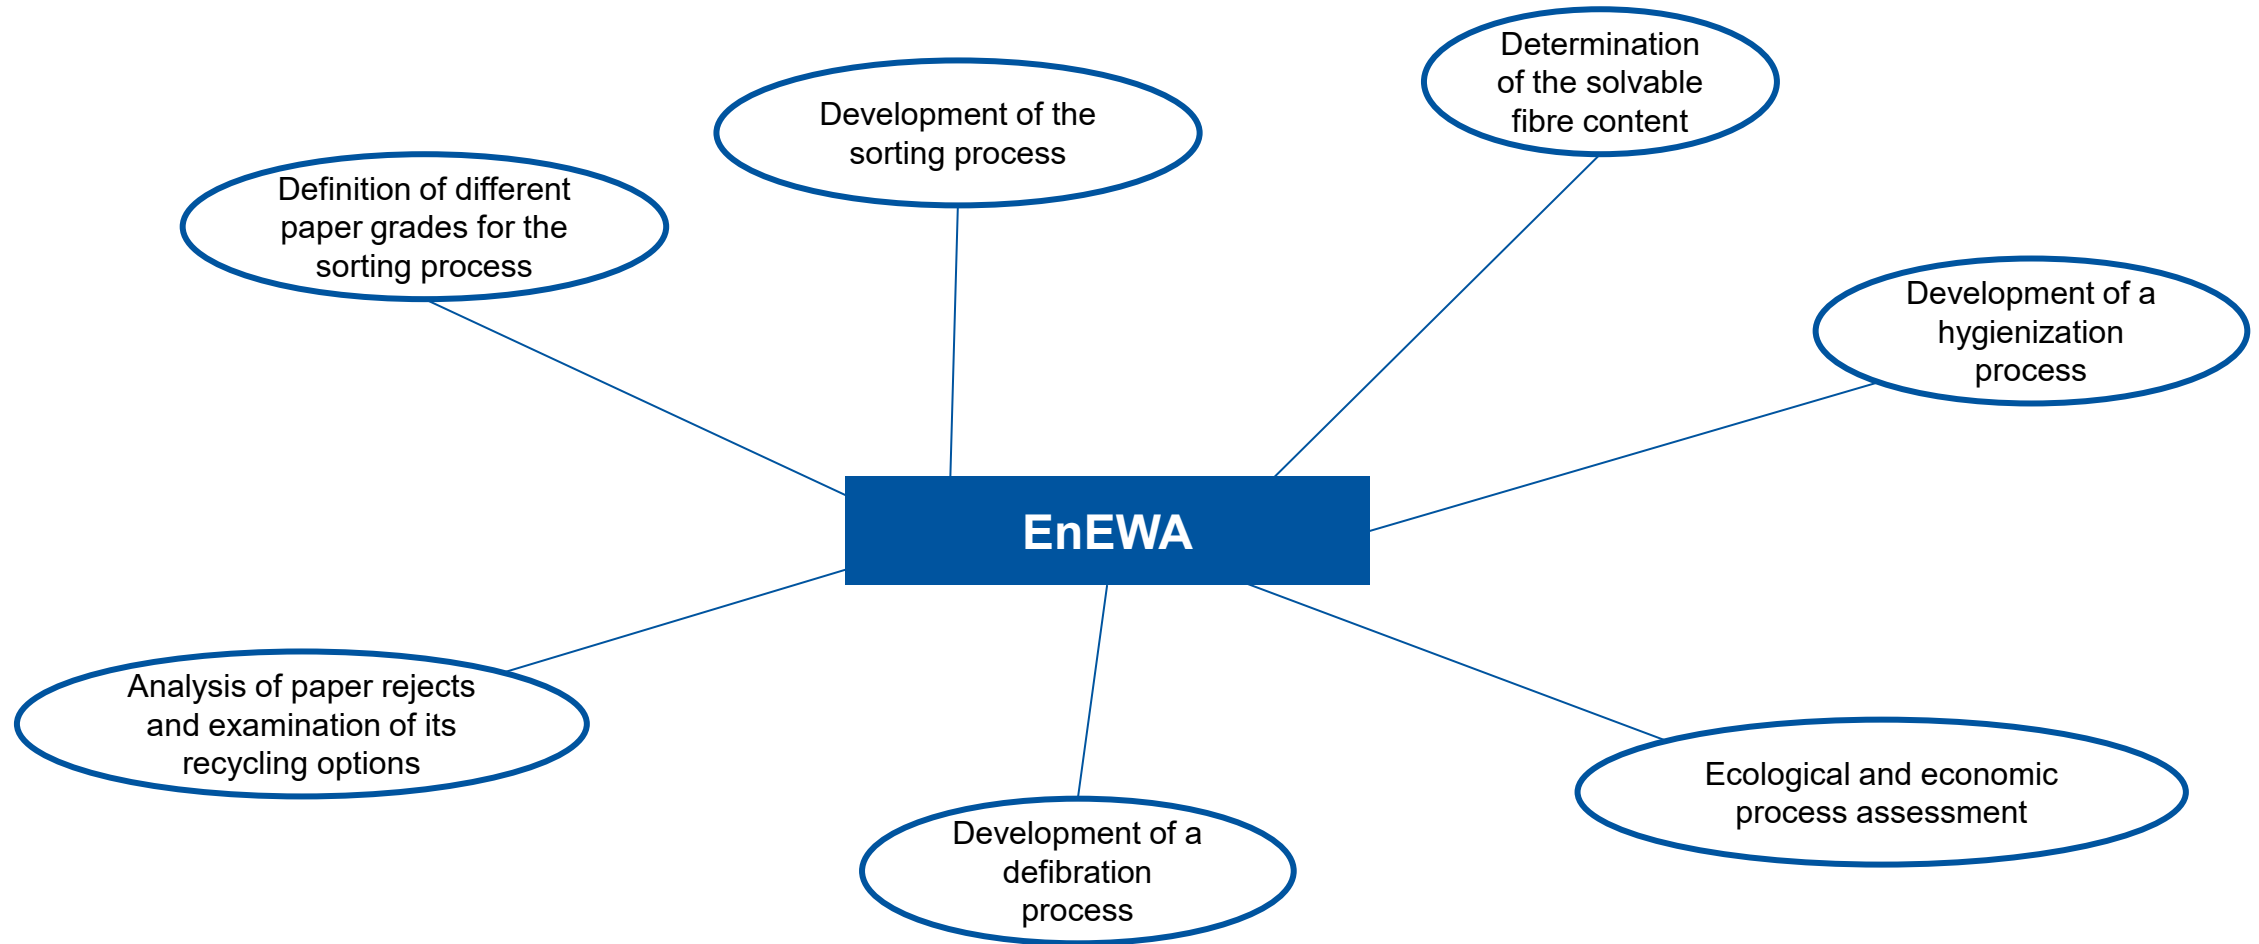 Determination
of the solvable
fibre content
Development of the
sorting process
Definition of different
paper grades for the
sorting process
Development of a
hygienization
process
EnEWA
Analysis of paper rejects
and examination of its
recycling options
Ecological and economic
process assessment
Development of a
defibration
process